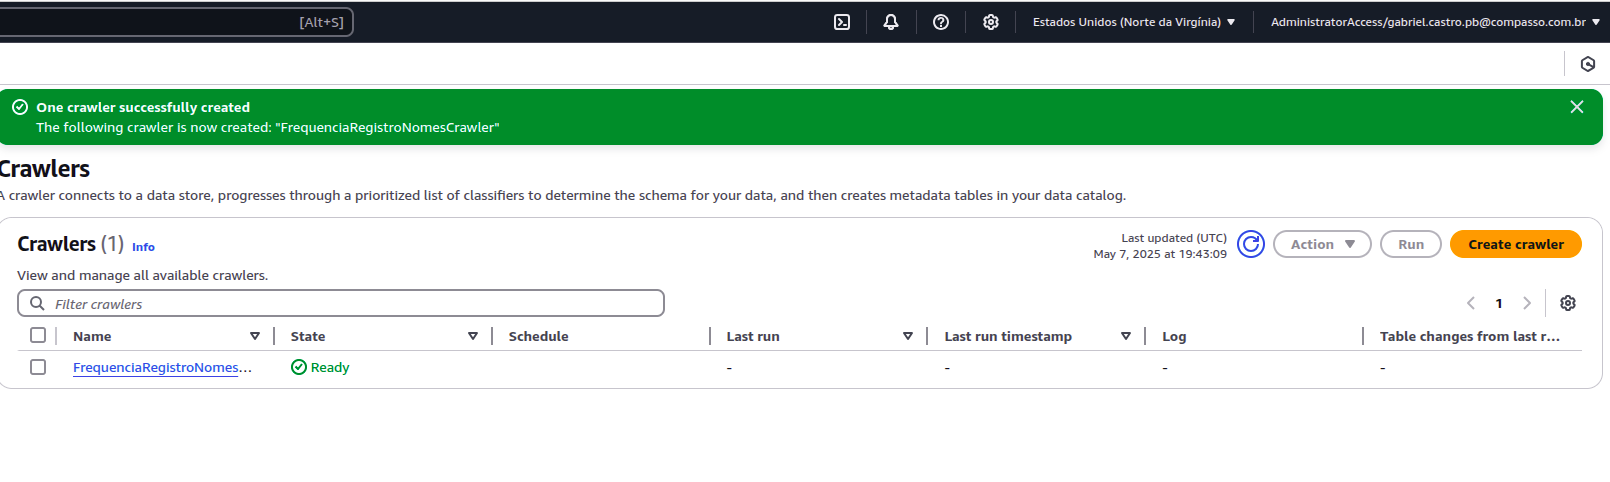 [Alt+S]
Estados Unidos (Norte da Virgínia)
AdministratorAccess/gabriel.castro.pb@compasso.com.br
One crawler successfully created
The following crawler is now created: "FrequenciaRegistroNomesCrawler"
Crawlers
A crawler connects to a data store, progresses through a prioritized list of classifiers to determine the schema for your data, and then creates metadata tables in your data catalog.
Crawlers (1) Info
Last updated (UTC)
May 7, 2025 at 19:43:09
Action
Run
Create crawler
View and manage all available crawlers.
Filter crawlers
1
Name State Schedule Last run Last run timestamp Log Table changes from last r...
FrequenciaRegistroNomes... Ready - - - -